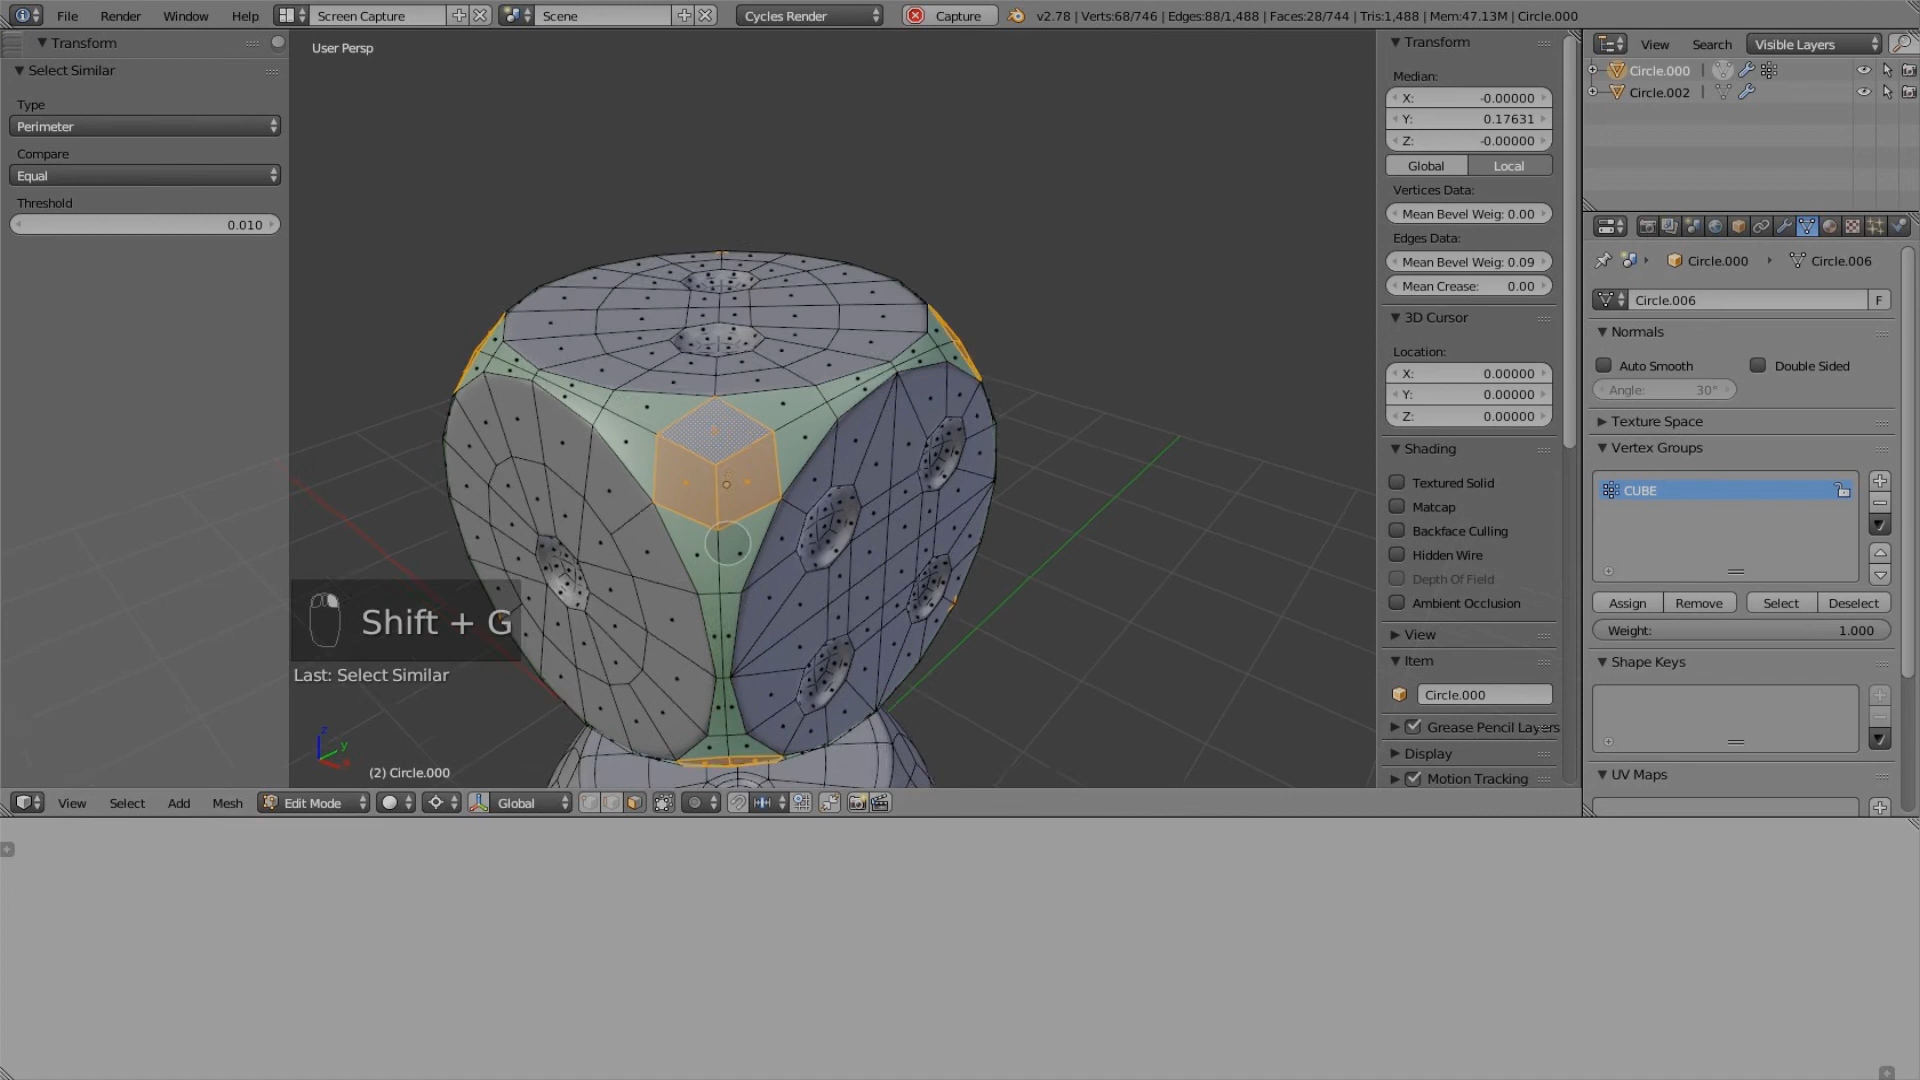 File Render Window Help Screen Capture Scene Cycles Render Capture v2.78 | Verts:68/746 | Edges:88/1,488 | Faces:28/744 | Tris:1,488 | Mem:47.13M | Circle.000
Transform
Select Similar
Type
Perimeter
Compare
Equal
Threshold
0.010
User Persp
Shift + G
Last: Select Similar
z
y
x
(2) Circle.000
View Select Add Mesh Edit Mode Global
Transform
Median:
X: -0.00000
Y: 0.17631
Z: -0.00000
Global Local
Vertices Data:
Mean Bevel Weig: 0.00
Edges Data:
Mean Bevel Weig: 0.09
Mean Crease: 0.00
3D Cursor
Location:
X: 0.00000
Y: 0.00000
Z: 0.00000
Shading
Textured Solid
Matcap
Backface Culling
Hidden Wire
Depth Of Field
Ambient Occlusion
View
Item
Circle.000
Grease Pencil Layers
Display
Motion Tracking
View Search Visible Layers
Circle.000
Circle.002
Circle.000 Circle.006
Circle.006 F
Normals
Auto Smooth Double Sided
Angle: 30°
Texture Space
Vertex Groups
CUBE
Assign Remove Select Deselect
Weight: 1.000
Shape Keys
UV Maps